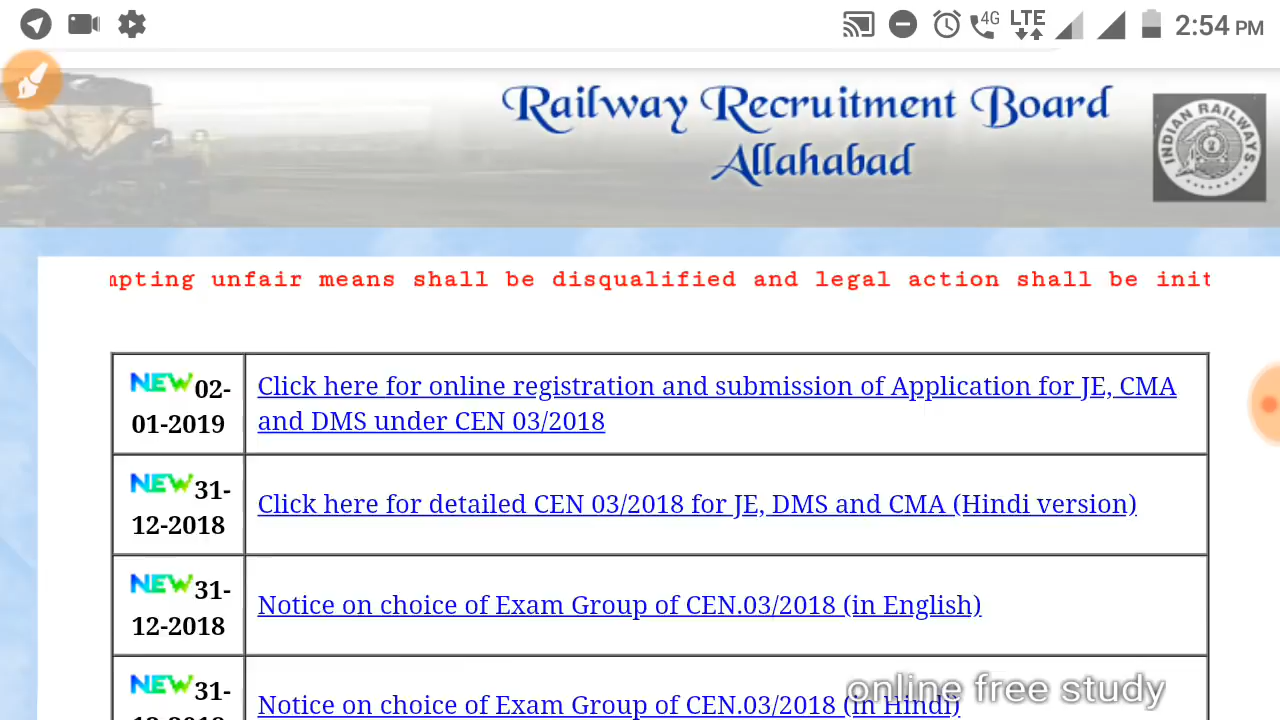 4G LTE 2:54 PM
Railway Recruitment Board
Allahabad
INDIAN RAILWAYS
mpting unfair means shall be disqualified and legal action shall be init
NEW 02-
01-2019
Click here for online registration and submission of Application for JE, CMA
and DMS under CEN 03/2018
NEW 31-
12-2018
Click here for detailed CEN 03/2018 for JE, DMS and CMA (Hindi version)
NEW 31-
12-2018
Notice on choice of Exam Group of CEN.03/2018 (in English)
NEW 31-
12-2018
Notice on choice of Exam Group of CEN.03/2018 (in Hindi)
online free study